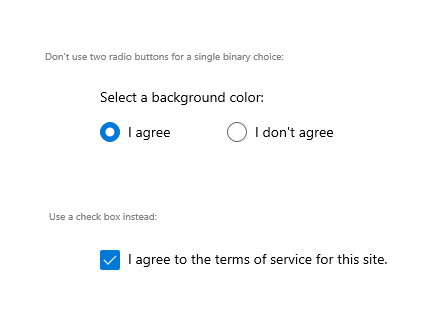 Don't use two radio buttons for a single binary choice:
Select a background color:
I agree I don't agree
Use a check box instead:
I agree to the terms of service for this site.